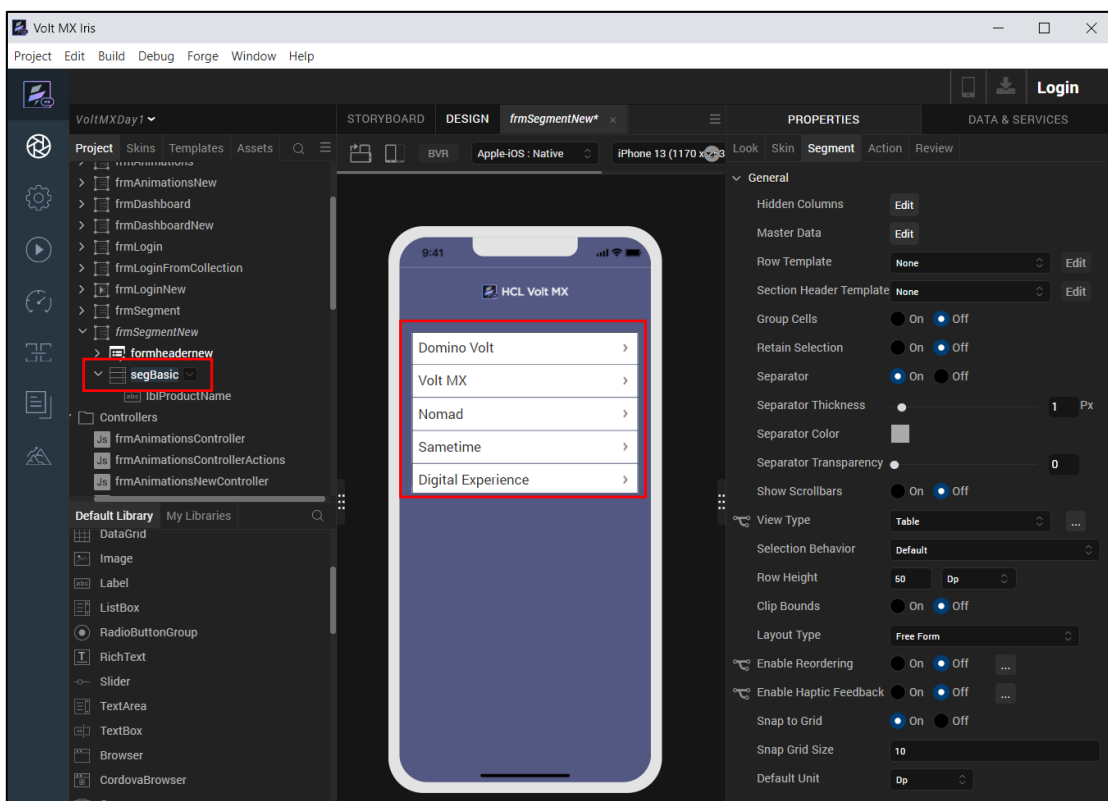 Volt MX Iris
Project Edit Build Debug Forge Window Help
Login
VoltMXDay1
STORYBOARD DESIGN frmSegmentNew* ×
PROPERTIES DATA & SERVICES
Project Skins Templates Assets
BVR Apple-iOS : Native iPhone 13 (1170 x
Look Skin Segment Action Review
frmAnimations
frmAnimationsNew
frmDashboard
frmDashboardNew
frmLogin
frmLoginFromCollection
frmLoginNew
frmSegment
frmSegmentNew
formheadernew
segBasic
abc lblProductName
Controllers
Js frmAnimationsController
Js frmAnimationsControllerActions
Js frmAnimationsNewController
Default Library My Libraries
DataGrid
Image
abc Label
ListBox
RadioButtonGroup
T RichText
Slider
TextArea
TextBox
Browser
CordovaBrowser
9:41
HCL Volt MX
Domino Volt
Volt MX
Nomad
Sametime
Digital Experience
General
Hidden Columns Edit
Master Data Edit
Row Template None Edit
Section Header Template None Edit
Group Cells On Off
Retain Selection On Off
Separator On Off
Separator Thickness 1 Px
Separator Color
Separator Transparency 0
Show Scrollbars On Off
View Type Table ...
Selection Behavior Default
Row Height 50 Dp
Clip Bounds On Off
Layout Type Free Form
Enable Reordering On Off ...
Enable Haptic Feedback On Off ...
Snap to Grid On Off
Snap Grid Size 10
Default Unit Dp